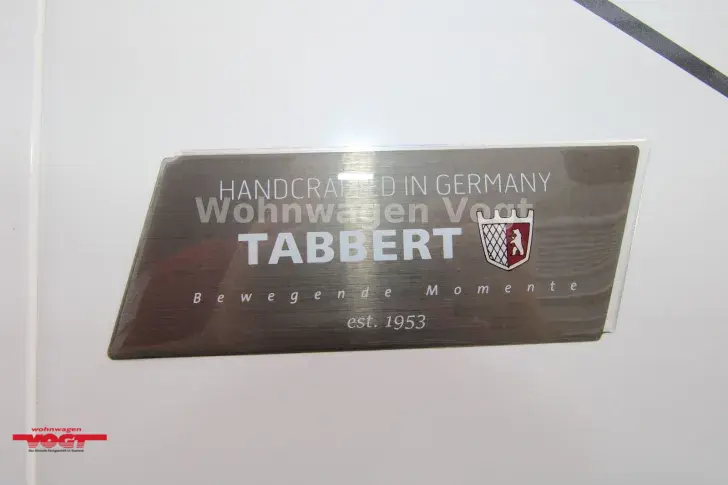 HANDCRAFTED IN GERMANY
Wohnwagen Vogt
TABBERT
Bewegende Momente
est. 1953
wohnwagen
VOGT